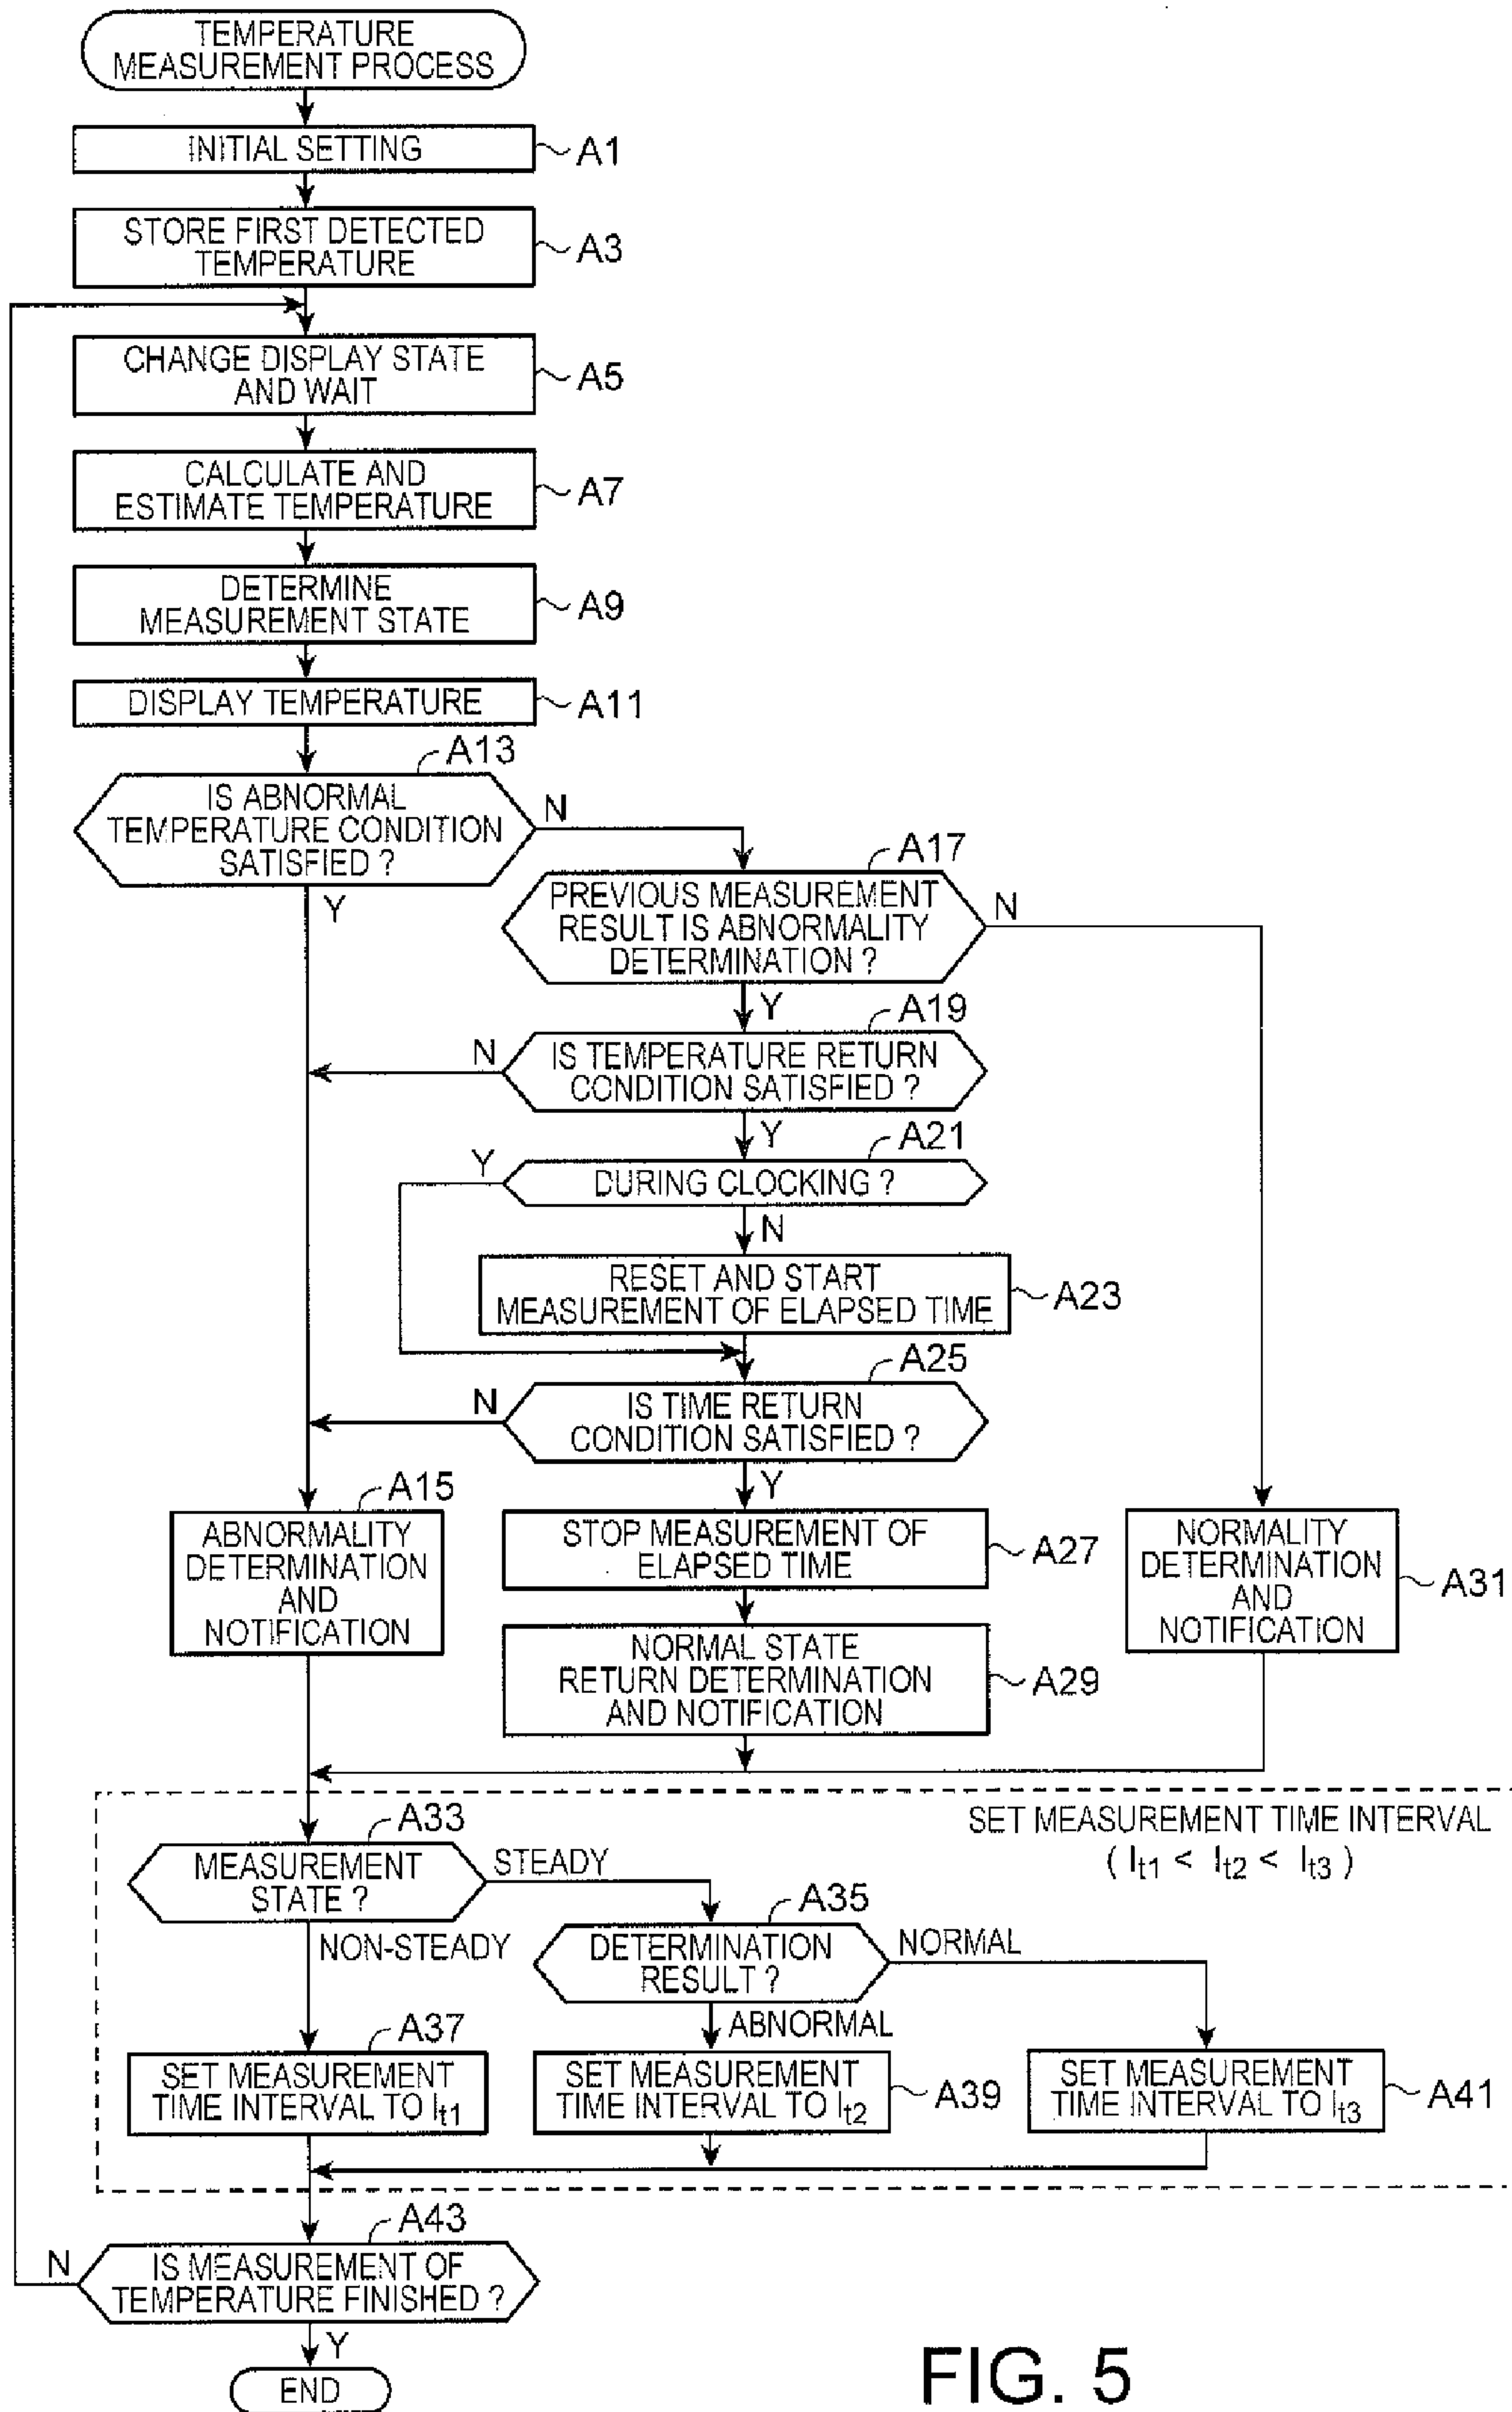 TEMPERATURE
MEASUREMENT PROCESS
INITIAL SETTING
A1
STORE FIRST DETECTED
TEMPERATURE
A3
CHANGE DISPLAY STATE
AND WAIT
A5
CALCULATE AND
ESTIMATE TEMPERATURE
A7
DETERMINE
MEASUREMENT STATE
A9
DISPLAY TEMPERATURE
A11
A13
IS ABNORMAL
TEMPERATURE CONDITION
SATISFIED ?
N
Y
A17
PREVIOUS MEASUREMENT
RESULT IS ABNORMALITY
DETERMINATION ?
N
Y
A19
IS TEMPERATURE RETURN
CONDITION SATISFIED ?
N
Y
A21
DURING CLOCKING ?
Y
N
RESET AND START
MEASUREMENT OF ELAPSED TIME
A23
A25
IS TIME RETURN
CONDITION SATISFIED ?
N
Y
A15
ABNORMALITY
DETERMINATION
AND
NOTIFICATION
STOP MEASUREMENT OF
ELAPSED TIME
A27
NORMAL STATE
RETURN DETERMINATION
AND NOTIFICATION
A29
NORMALITY
DETERMINATION
AND
NOTIFICATION
A31
SET MEASUREMENT TIME INTERVAL
( It1 < It2 < It3 )
A33
MEASUREMENT
STATE ?
STEADY
NON-STEADY
A35
DETERMINATION
RESULT ?
NORMAL
ABNORMAL
A37
SET MEASUREMENT
TIME INTERVAL TO It1
SET MEASUREMENT
TIME INTERVAL TO It2
A39
SET MEASUREMENT
TIME INTERVAL TO It3
A41
A43
IS MEASUREMENT OF
TEMPERATURE FINISHED ?
N
Y
END
FIG. 5